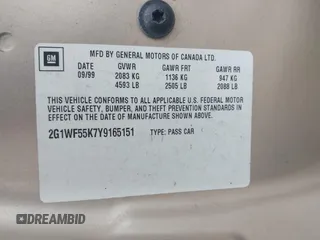 GM
MFD BY GENERAL MOTORS OF CANADA LTD.
DATE GVWR GAWR FRT GAWR RR
09/99 2083 KG 1136 KG 947 KG
4593 LB 2505 LB 2088 LB
THIS VEHICLE CONFORMS TO ALL APPLICABLE U.S. FEDERAL
MOTOR VEHICLE SAFETY, BUMPER, AND THEFT PREVENTION
STANDARDS IN EFFECT ON THE DATE OF MANUFACTURE SHOWN ABOVE.
2G1WF55K7Y9165151 TYPE: PASS CAR
DREAMBID